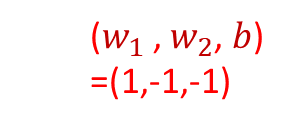 (w₁ , w₂, b)
=(1,-1,-1)